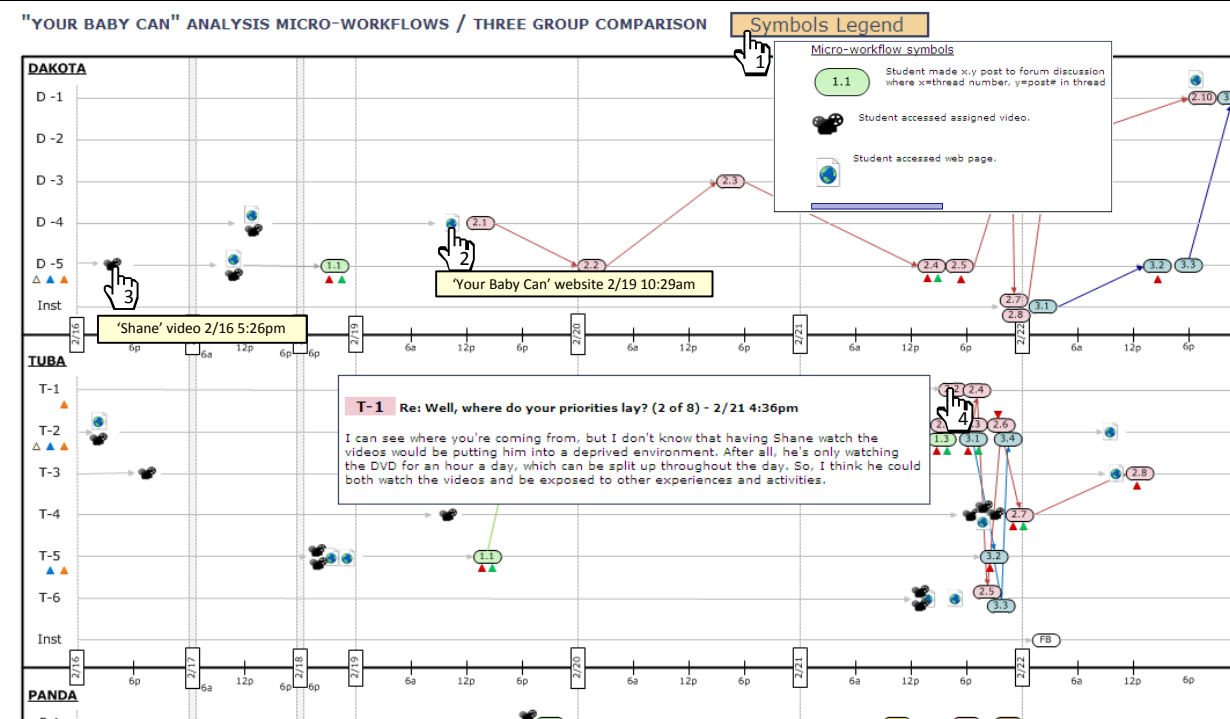 "YOUR BABY CAN" ANALYSIS MICRO-WORKFLOWS / THREE GROUP COMPARISON
Symbols Legend
1
Micro-workflow symbols
1.1
Student made x.y post to forum discussion
where x=thread number, y=post# in thread
Student accessed assigned video.
Student accessed web page.
DAKOTA
D -1
2.10
D -2
D -3
2.3
D -4
2.1
2
D -5
1.1
2.2
2.4
2.5
3.2
3.3
3
'Your Baby Can' website 2/19 10:29am
Inst
2.7
2.8
3.1
'Shane' video 2/16 5:26pm
2/16
6p
6a
12p
6p
6p
2/19
6a
12p
6p
2/20
6a
12p
6p
2/21
6a
12p
6p
2/22
6a
12p
6p
TUBA
T-1
2.4
T-1 Re: Well, where do your priorities lay? (2 of 8) - 2/21 4:36pm
I can see where you're coming from, but I don't know that having Shane watch the
videos would be putting him into a deprived environment. After all, he's only watching
the DVD for an hour a day, which can be split up throughout the day. So, I think he could
both watch the videos and be exposed to other experiences and activities.
4
T-2
2.6
1.3
3.1
3.4
T-3
2.8
T-4
2.7
T-5
1.1
3.2
T-6
2.5
3.3
Inst
FB
2/16
6p
2/17
6a
12p
6p
2/18
6p
2/19
6a
12p
6p
2/20
6a
12p
6p
2/21
6a
12p
6p
2/22
6a
12p
6p
PANDA